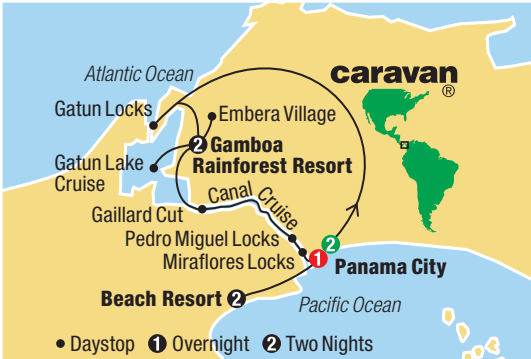 Atlantic Ocean
caravan
®
Gatun Locks
Embera Village
2 Gamboa
Rainforest Resort
Gatun Lake
Cruise
Canal Cruise
Gaillard Cut
Pedro Miguel Locks
Miraflores Locks
2
1
Panama City
Beach Resort 2
Pacific Ocean
• Daystop 1 Overnight 2 Two Nights